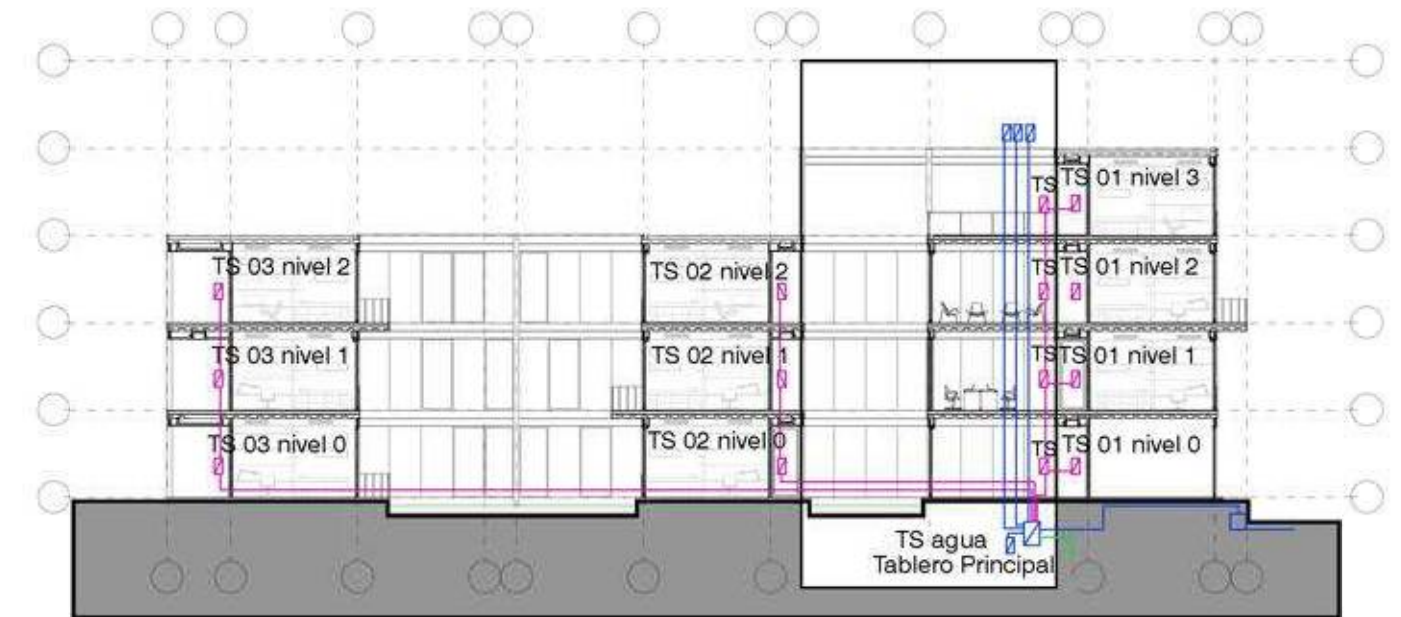 TS TS 01 nivel 3
TS 03 nivel 2 TS 02 nivel 2 TS TS 01 nivel 2
TS 03 nivel 1 TS 02 nivel 1 TS TS 01 nivel 1
TS 03 nivel 0 TS 02 nivel 0 TS TS 01 nivel 0
TS agua
Tablero Principal